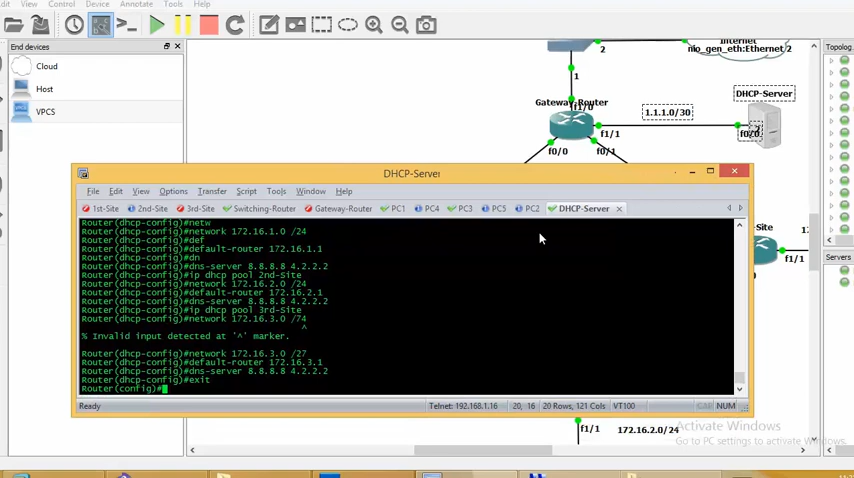 View Control Device Annotate Tools Help
End devices
Cloud
Host
VPCS
Topolog
Servers
Internet
nio_gen_eth:Ethernet 2
2
1
f1/0
Gateway-Router
1.1.1.0/30
DHCP-Server
f1/1
f0/0
f0/0
f0/1
DHCP-Server
File Edit View Options Transfer Script Tools Window Help
1st-Site 2nd-Site 3rd-Site Switching-Router Gateway-Router PC1 PC4 PC3 PC5 PC2 DHCP-Server
Router(dhcp-config)#netw
Router(dhcp-config)#network 172.16.1.0 /24
Router(dhcp-config)#def
Router(dhcp-config)#default-router 172.16.1.1
Router(dhcp-config)#dn
Router(dhcp-config)#dns-server 8.8.8.8 4.2.2.2
Router(dhcp-config)#ip dhcp pool 2nd-Site
Router(dhcp-config)#network 172.16.2.0 /24
Router(dhcp-config)#default-router 172.16.2.1
Router(dhcp-config)#dns-server 8.8.8.8 4.2.2.2
Router(dhcp-config)#ip dhcp pool 3rd-Site
Router(dhcp-config)#network 172.16.3.0 /74
^
% Invalid input detected at '^' marker.
Router(dhcp-config)#network 172.16.3.0 /27
Router(dhcp-config)#default-router 172.16.3.1
Router(dhcp-config)#dns-server 8.8.8.8 4.2.2.2
Router(dhcp-config)#exit
Router(config)#
-Site
f1/1
Ready Telnet: 192.168.1.16 20, 16 20 Rows, 121 Cols VT100 CAP NUM
f1/1 172.16.2.0/24
Activate Windows
Go to PC settings to activate Windows.